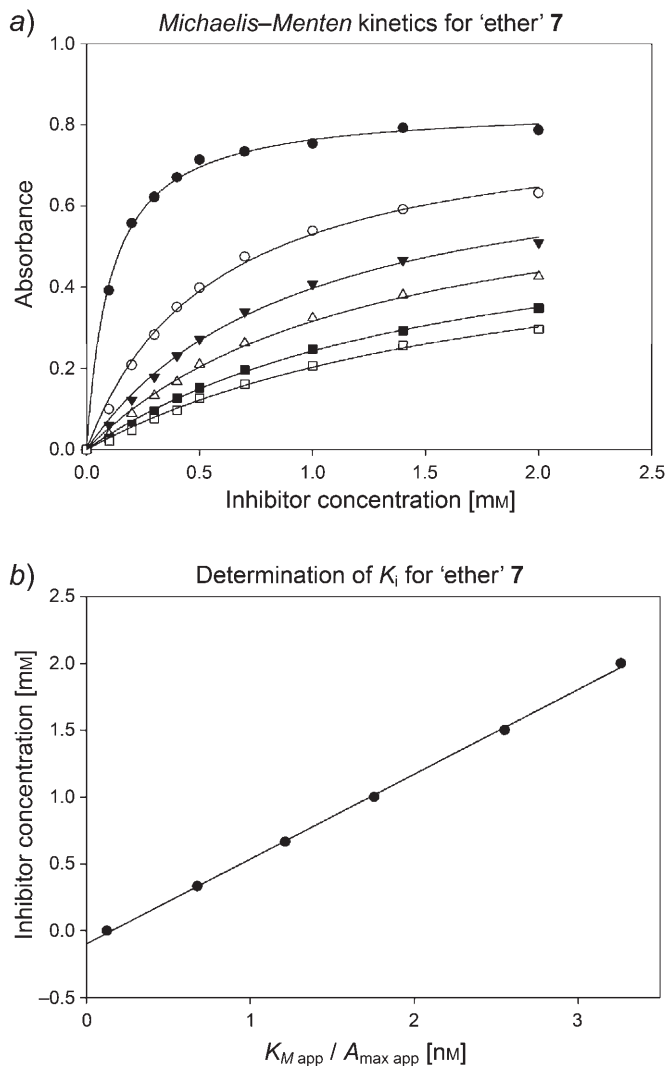 a) Michaelis–Menten kinetics for ‘ether’ 7
1.0
0.8
0.6
0.4
0.2
0.0
Absorbance
0.0 0.5 1.0 1.5 2.0 2.5
Inhibitor concentration [mM]
b) Determination of Ki for ‘ether’ 7
2.5
2.0
1.5
1.0
0.5
0.0
–0.5
Inhibitor concentration [mM]
0 1 2 3
KM app / Amax app [nM]